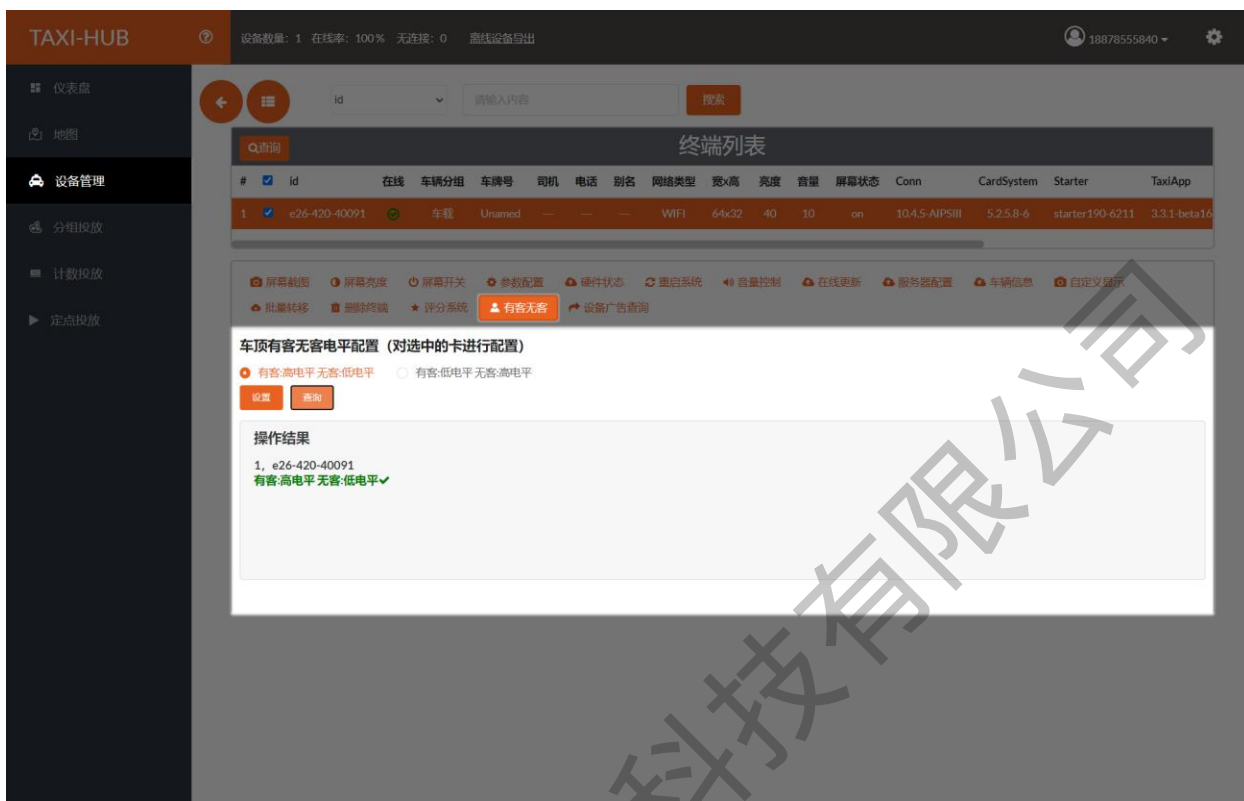 TAXI-HUB
设备数量: 1 在线率: 100% 无连接: 0 离线设备导出
18878555840
仪表盘
id
请输入内容
搜索
地图
查询
终端列表
设备管理
# id 在线 车辆分组 车牌号 司机 电话 别名 网络类型 宽x高 亮度 音量 屏幕状态 Conn CardSystem Starter TaxiApp
1 e26-420-40091 车载 Unamed — — — WIFI 64x32 40 10 on 10.4.5-AIPSIII 5.2.5.8-6 starter190-6211 3.3.1-beta16
分组投放
计数投放
屏幕截图 屏幕亮度 屏幕开关 参数配置 硬件状态 重启系统 音量控制 在线更新 服务器配置 车辆信息 自定义显示
批量转移 删除终端 评分系统 有客无客 设备广告查询
定点投放
车顶有客无客电平配置（对选中的卡进行配置）
有客:高电平 无客:低电平 有客:低电平 无客:高电平
设置 查询
操作结果
1, e26-420-40091
有客:高电平 无客:低电平
科技有限公司